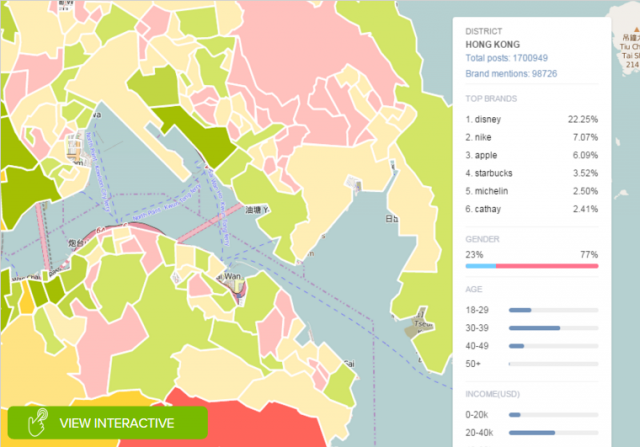 DISTRICT
HONG KONG
Total posts: 1700949
Brand mentions: 98726
TOP BRANDS
1. disney 22.25%
2. nike 7.07%
3. apple 6.09%
4. starbucks 3.52%
5. michelin 2.50%
6. cathay 2.41%
GENDER
23% 77%
AGE
18-29
30-39
40-49
50+
INCOME(USD)
0-20k
20-40k
油塘 Y
Wan
214
VIEW INTERACTIVE